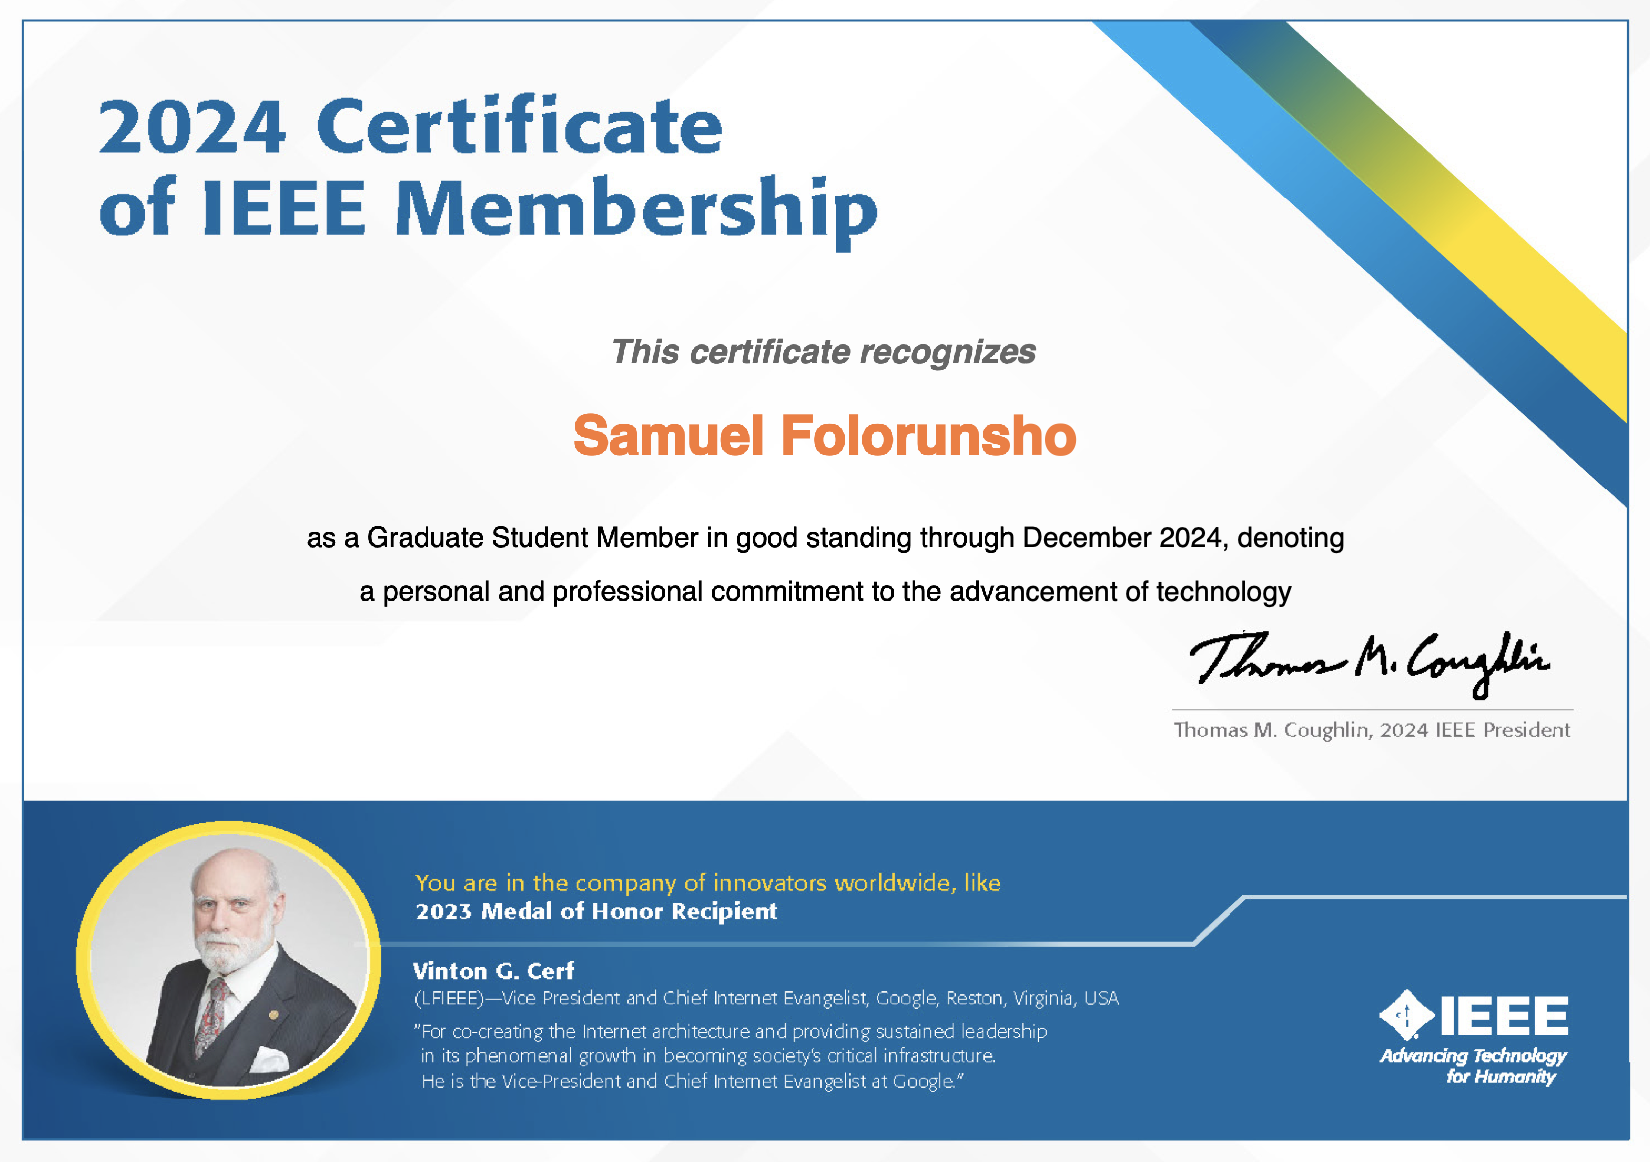 2024 Certificate
of IEEE Membership
This certificate recognizes
Samuel Folorunsho
as a Graduate Student Member in good standing through December 2024, denoting
a personal and professional commitment to the advancement of technology
Thomas M. Coughlin
Thomas M. Coughlin, 2024 IEEE President
You are in the company of innovators worldwide, like
2023 Medal of Honor Recipient
Vinton G. Cerf
(LFIEEE)—Vice President and Chief Internet Evangelist, Google, Reston, Virginia, USA
"For co-creating the Internet architecture and providing sustained leadership
in its phenomenal growth in becoming society's critical infrastructure.
He is the Vice-President and Chief Internet Evangelist at Google."
IEEE
Advancing Technology
for Humanity